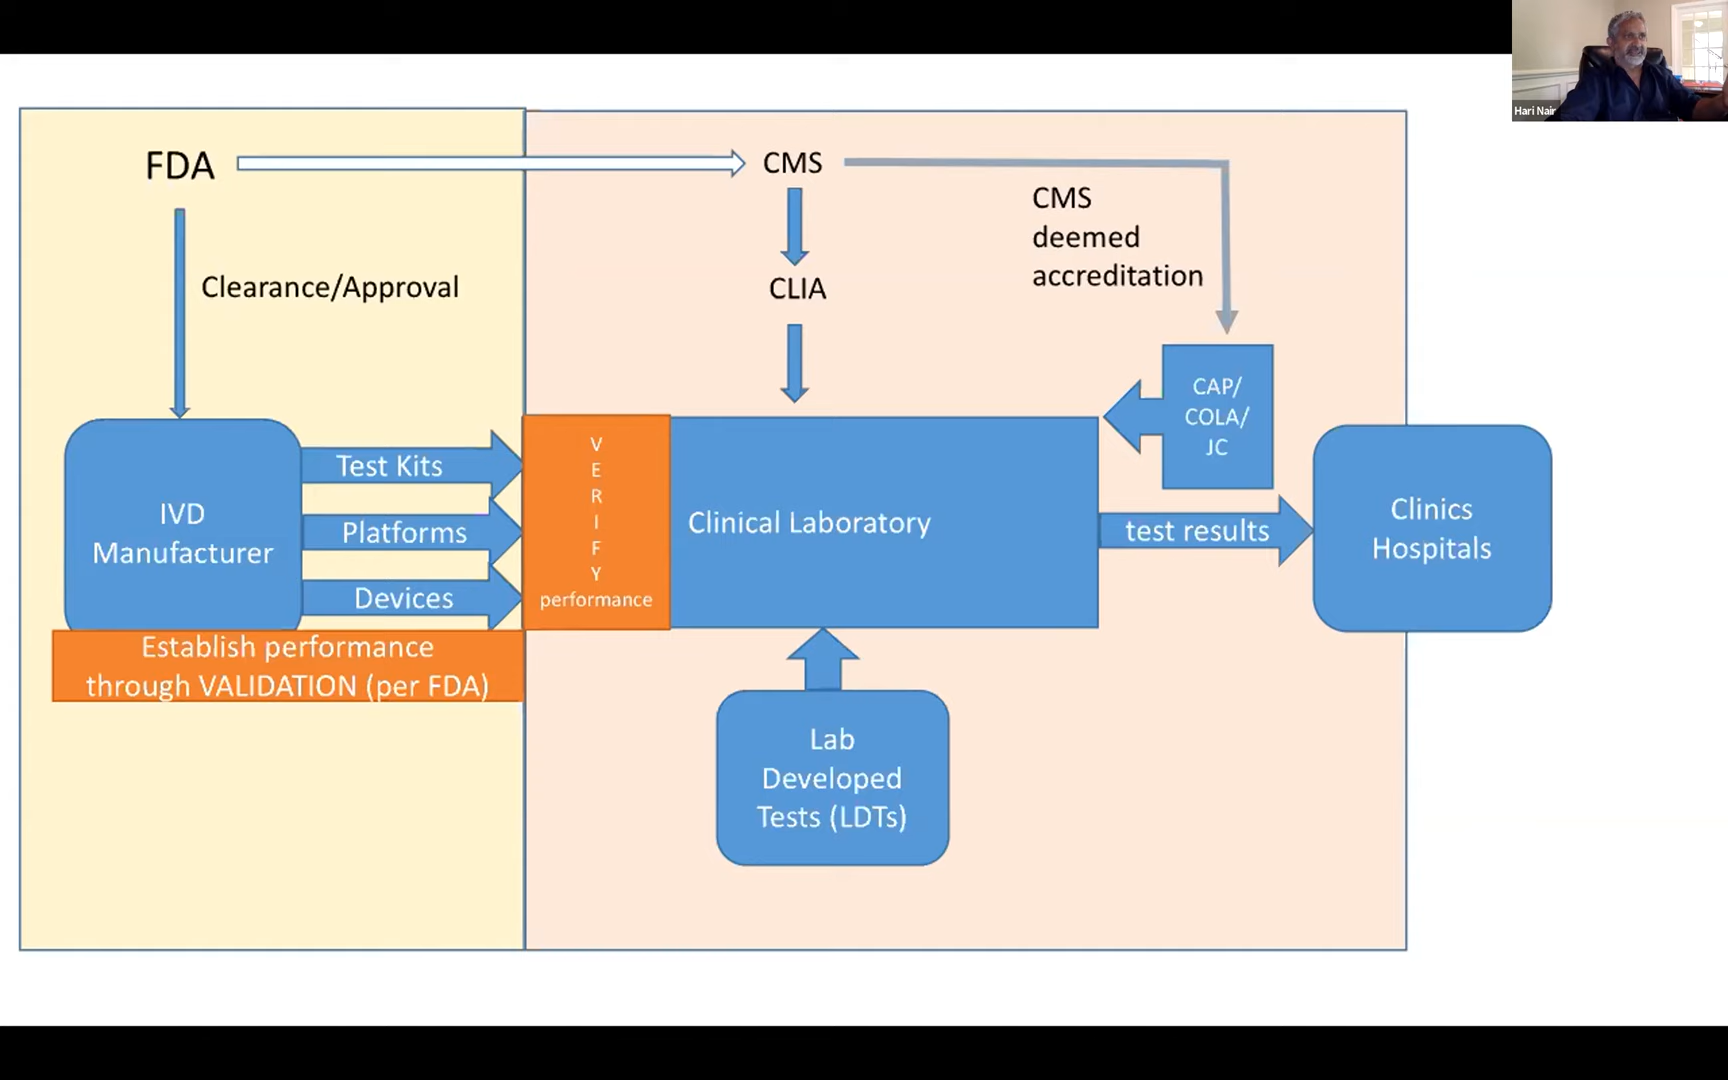 Hari Nair
FDA
CMS
CMS
deemed
accreditation
Clearance/Approval
CLIA
CAP/
COLA/
JC
IVD
Manufacturer
Test Kits
Platforms
Devices
V
E
R
I
F
Y
performance
Clinical Laboratory
test results
Clinics
Hospitals
Establish performance
through VALIDATION (per FDA)
Lab
Developed
Tests (LDTs)